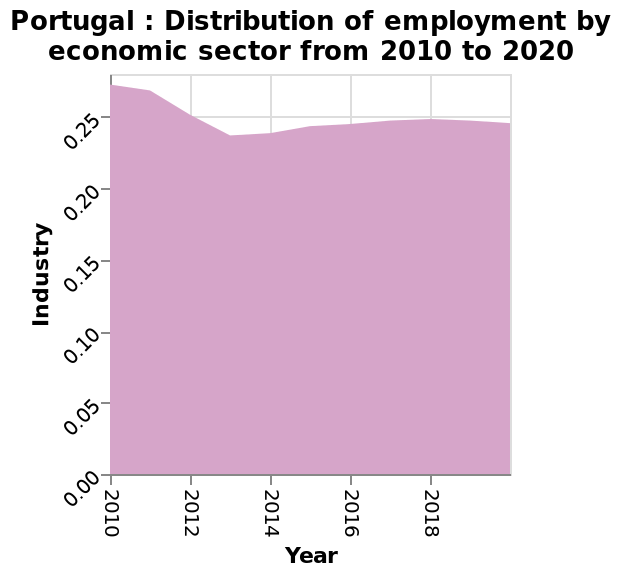 Portugal : Distribution of employment by
economic sector from 2010 to 2020
Industry
0.25
0.20
0.15
0.10
0.05
0.00
2010
2012
2014
2016
2018
Year